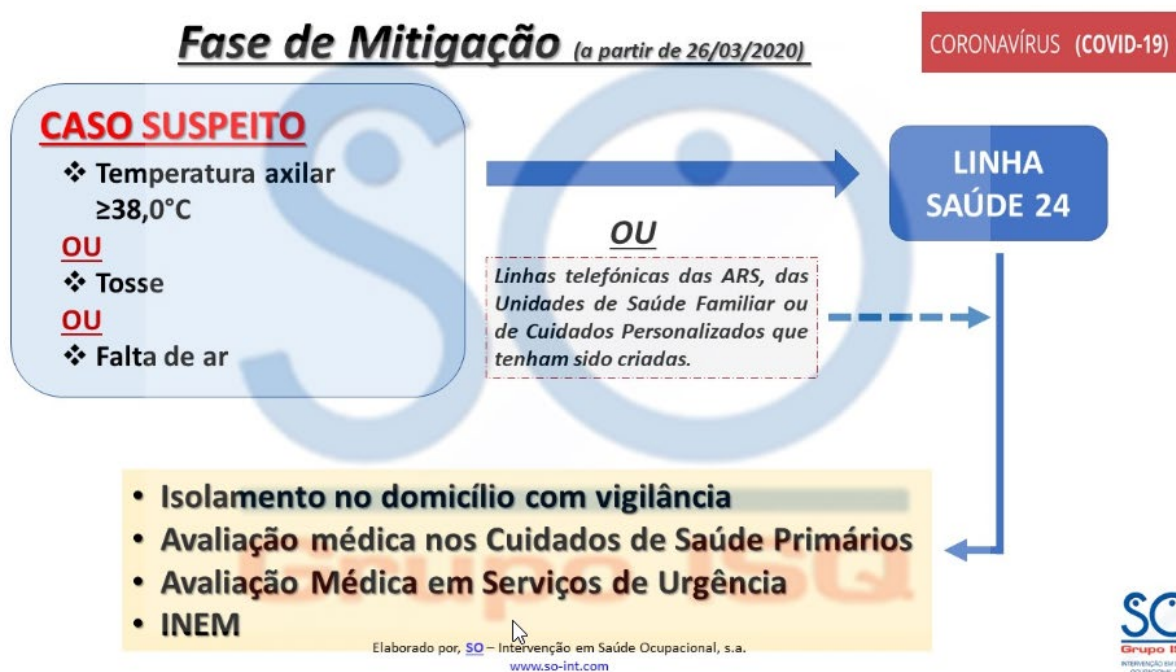 Fase de Mitigação (a partir de 26/03/2020)
CORONAVÍRUS (COVID-19)
CASO SUSPEITO
❖ Temperatura axilar
≥38,0°C
OU
❖ Tosse
OU
❖ Falta de ar
LINHA
SAÚDE 24
OU
Linhas telefónicas das ARS, das
Unidades de Saúde Familiar ou
de Cuidados Personalizados que
tenham sido criadas.
• Isolamento no domicílio com vigilância
• Avaliação médica nos Cuidados de Saúde Primários
• Avaliação Médica em Serviços de Urgência
• INEM
Grupo ISQ
Elaborado por, SO – Intervenção em Saúde Ocupacional, s.a.
www.so-int.com
SO
Grupo